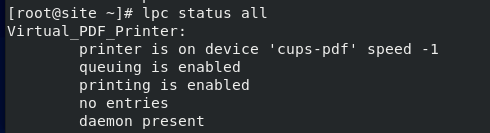 [root@site ~]# lpc status all
Virtual_PDF_Printer:
        printer is on device 'cups-pdf' speed -1
        queuing is enabled
        printing is enabled
        no entries
        daemon present